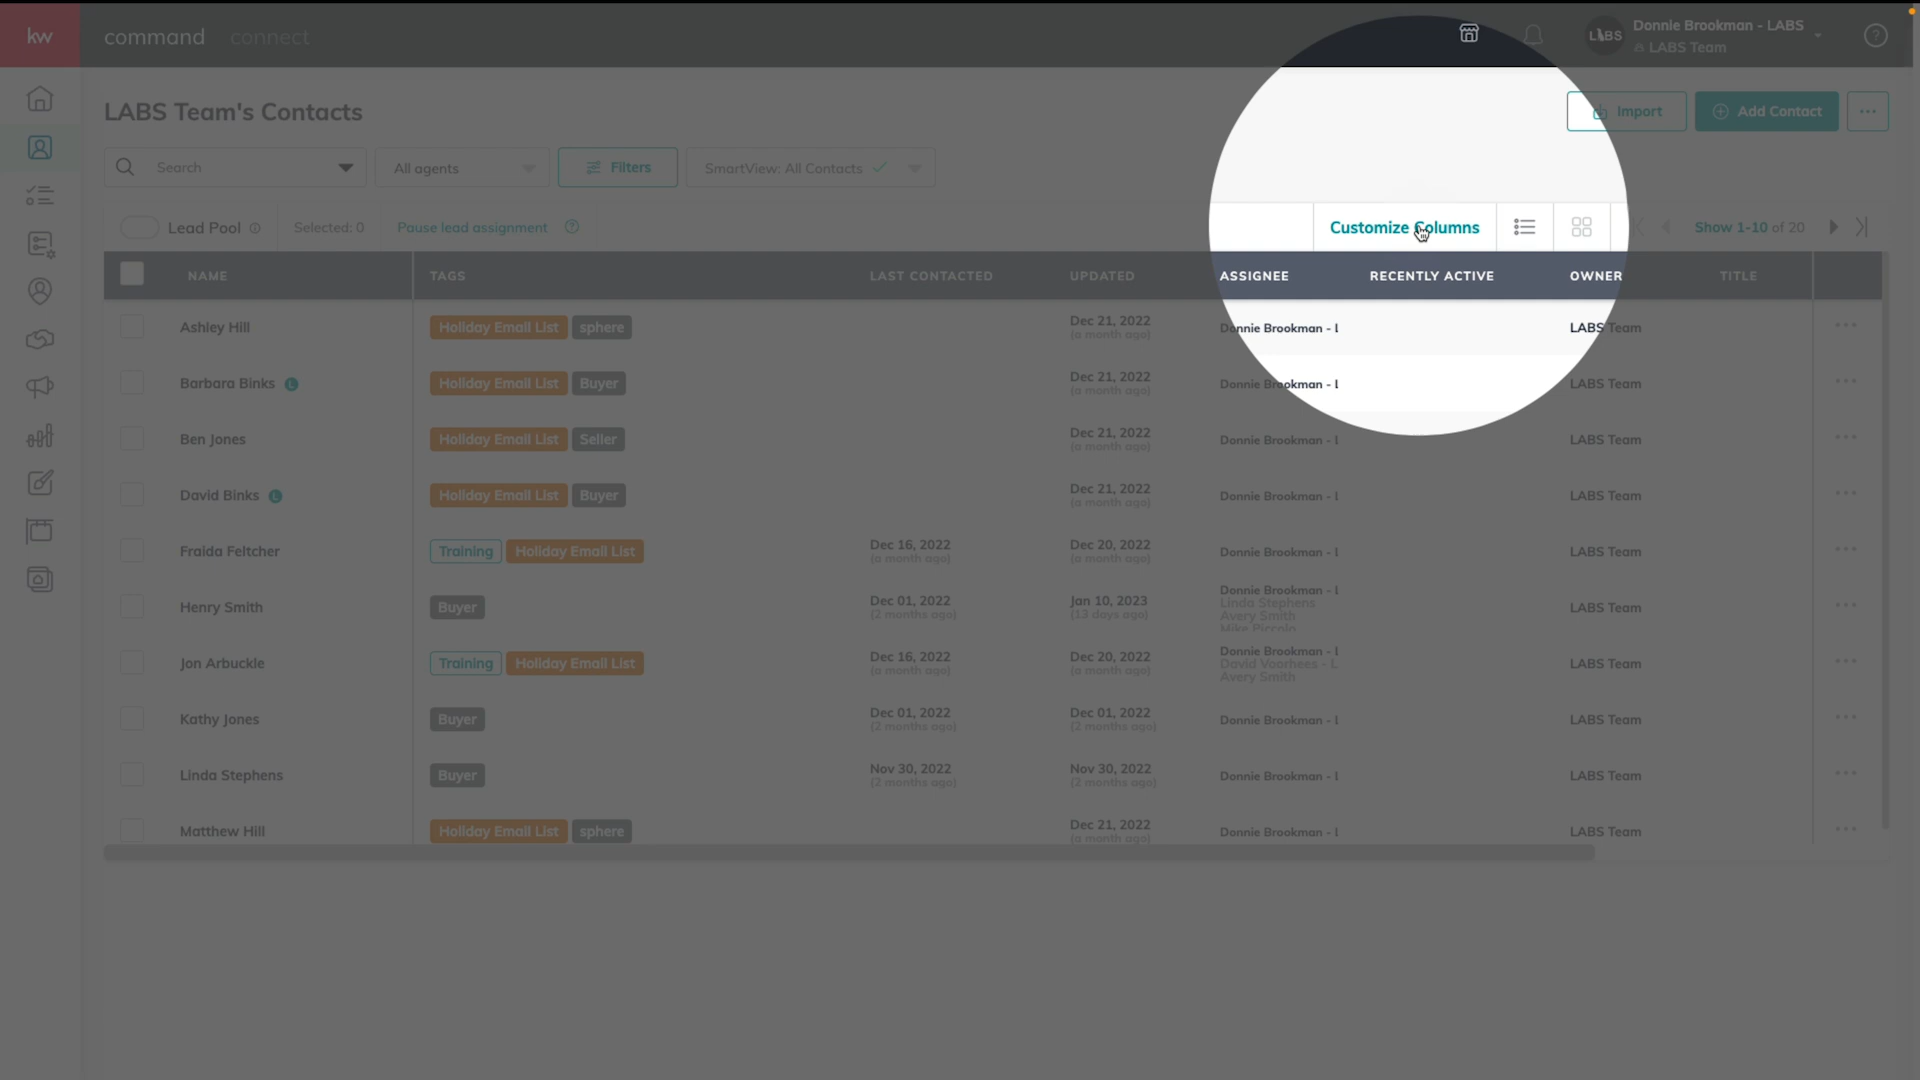 kw command connect LABS Donnie Brookman - LABS
LABS Team
LABS Team's Contacts Import Add Contact ...
Search All agents Filters SmartView: All Contacts
Lead Pool Selected: 0 Pause lead assignment Customize Columns Show 1-10 of 20
NAME TAGS LAST CONTACTED UPDATED ASSIGNEE RECENTLY ACTIVE OWNER TITLE
Ashley Hill Holiday Email List sphere Dec 21, 2022 Donnie Brookman - L LABS Team
(a month ago)
Barbara Binks L Holiday Email List Buyer Dec 21, 2022 Donnie Brookman - L LABS Team
(a month ago)
Ben Jones Holiday Email List Seller Dec 21, 2022 Donnie Brookman - L LABS Team
(a month ago)
David Binks L Holiday Email List Buyer Dec 21, 2022 Donnie Brookman - L LABS Team
(a month ago)
Fraida Feltcher Training Holiday Email List Dec 16, 2022 Dec 20, 2022 Donnie Brookman - L LABS Team
(a month ago) (a month ago)
Donnie Brookman - L
Henry Smith Buyer Dec 01, 2022 Jan 10, 2023 Linda Stephens LABS Team
(2 months ago) (13 days ago) Avery Smith
Mike Piccolo
Donnie Brookman - L
Jon Arbuckle Training Holiday Email List Dec 16, 2022 Dec 20, 2022 David Voorhees - L LABS Team
(a month ago) (a month ago) Avery Smith
Kathy Jones Buyer Dec 01, 2022 Dec 01, 2022 Donnie Brookman - L LABS Team
(2 months ago) (2 months ago)
Linda Stephens Buyer Nov 30, 2022 Nov 30, 2022 Donnie Brookman - L LABS Team
(2 months ago) (2 months ago)
Matthew Hill Holiday Email List sphere Dec 21, 2022 Donnie Brookman - L LABS Team
(a month ago)